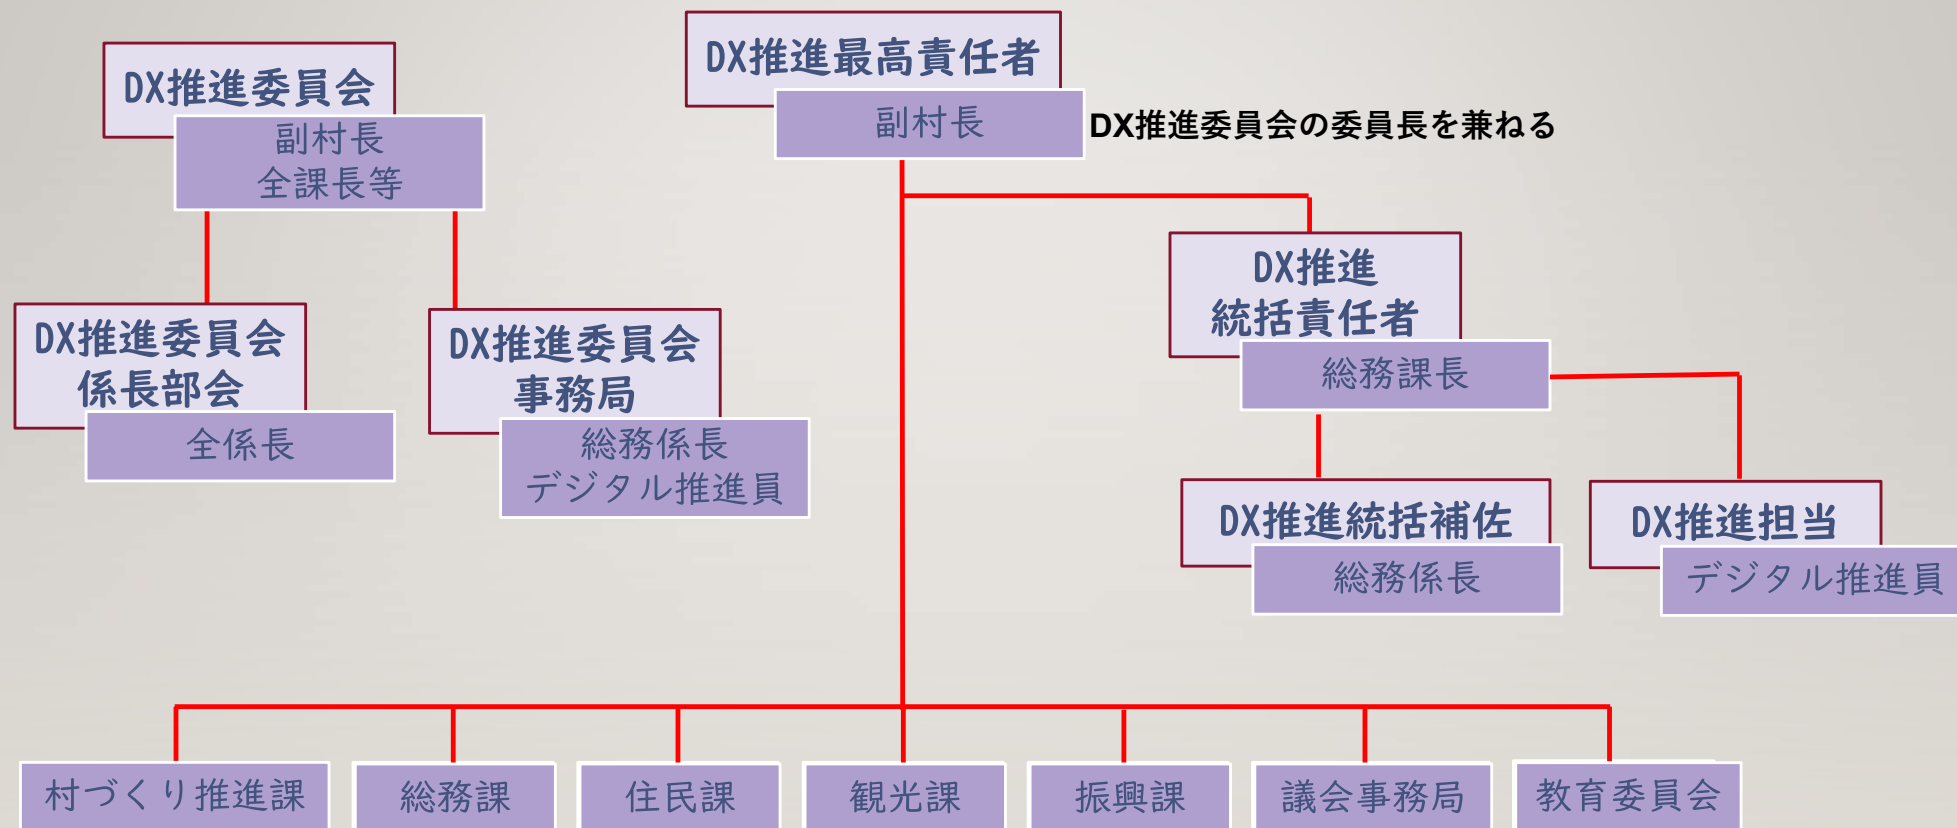 DX推進委員会
副村長
全課長等
DX推進最高責任者
副村長
DX推進委員会の委員長を兼ねる
DX推進委員会
係長部会
全係長
DX推進委員会
事務局
総務係長
デジタル推進員
DX推進
統括責任者
総務課長
DX推進統括補佐
総務係長
DX推進担当
デジタル推進員
村づくり推進課
総務課
住民課
観光課
振興課
議会事務局
教育委員会